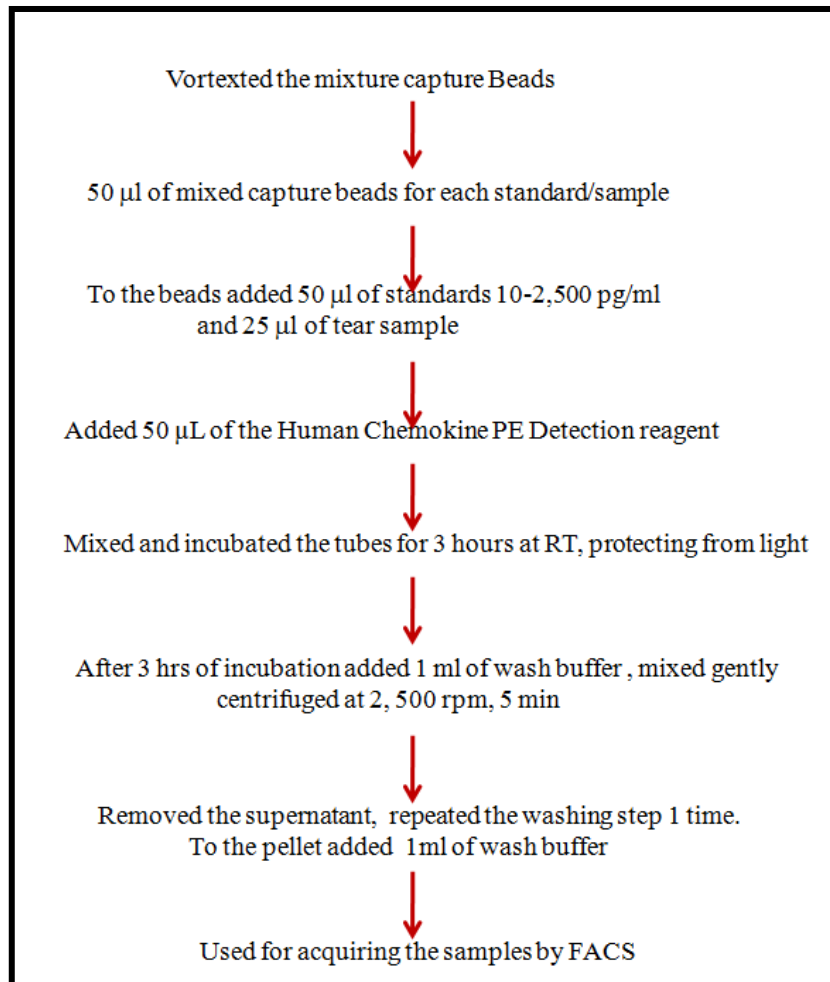 Vortexted the mixture capture Beads
50 μl of mixed capture beads for each standard/sample
To the beads added 50 μl of standards 10-2,500 pg/ml
and 25 μl of tear sample
Added 50 μL of the Human Chemokine PE Detection reagent
Mixed and incubated the tubes for 3 hours at RT, protecting from light
After 3 hrs of incubation added 1 ml of wash buffer , mixed gently
centrifuged at 2, 500 rpm, 5 min
Removed the supernatant, repeated the washing step 1 time.
To the pellet added 1ml of wash buffer
Used for acquiring the samples by FACS